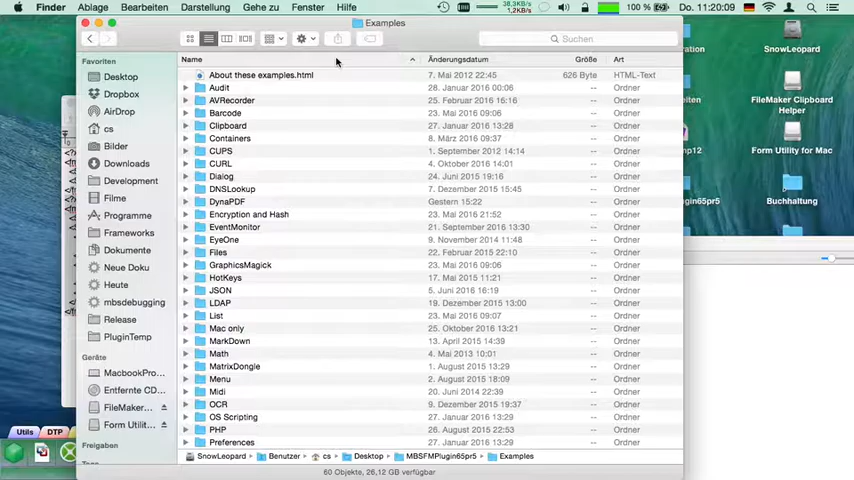 Finder Ablage Bearbeiten Darstellung Gehe zu Fenster Hilfe 38,3KB/s 1,2KB/s 100 % Do. 11:20:09
Examples
Suchen
Name Änderungsdatum Größe Art
Favoriten
Desktop
Dropbox
AirDrop
cs
Bilder
Downloads
Development
Filme
Programme
Frameworks
Dokumente
Neue Doku
Heute
mbsdebugging
Release
PluginTemp
Geräte
MacbookPro...
Entfernte CD...
FileMaker...
Form Utilit...
Freigaben
About these examples.html 7. Mai 2012 22:45 626 Byte HTML-Text
Audit 28. Januar 2016 00:06 -- Ordner
AVRecorder 25. Februar 2016 16:16 -- Ordner
Barcode 23. Mai 2016 09:06 -- Ordner
Clipboard 27. Januar 2016 13:28 -- Ordner
Containers 8. März 2016 09:37 -- Ordner
CUPS 1. September 2012 14:14 -- Ordner
CURL 4. Oktober 2016 14:01 -- Ordner
Dialog 24. Juni 2015 19:16 -- Ordner
DNSLookup 7. Dezember 2015 15:45 -- Ordner
DynaPDF Gestern 15:22 -- Ordner
Encryption and Hash 23. Mai 2016 21:52 -- Ordner
EventMonitor 21. September 2016 13:30 -- Ordner
EyeOne 9. November 2014 11:48 -- Ordner
Files 22. Februar 2015 22:10 -- Ordner
GraphicsMagick 23. Mai 2016 09:06 -- Ordner
HotKeys 17. Mai 2015 11:21 -- Ordner
JSON 5. Juni 2016 16:19 -- Ordner
LDAP 19. Dezember 2015 13:00 -- Ordner
List 23. Mai 2016 09:07 -- Ordner
Mac only 25. Oktober 2016 13:21 -- Ordner
MarkDown 13. April 2015 14:39 -- Ordner
Math 4. Mai 2013 10:01 -- Ordner
MatrixDongle 1. August 2015 13:27 -- Ordner
Menu 2. Mai 2015 18:09 -- Ordner
Midi 20. Juni 2014 22:39 -- Ordner
OCR 2. Dezember 2015 19:37 -- Ordner
OS Scripting 27. Januar 2016 13:29 -- Ordner
PHP 26. August 2015 22:53 -- Ordner
Preferences 27. Januar 2016 13:29 -- Ordner
SnowLeopard Benutzer cs Desktop MBSFMPlugin65pr5 Examples
60 Objekte, 26,12 GB verfügbar
SnowLeopard
FileMaker Clipboard
Helper
Form Utility for Mac
Buchhaltung
ration
eiten
mp12
ugin65pr5
Utils DTP